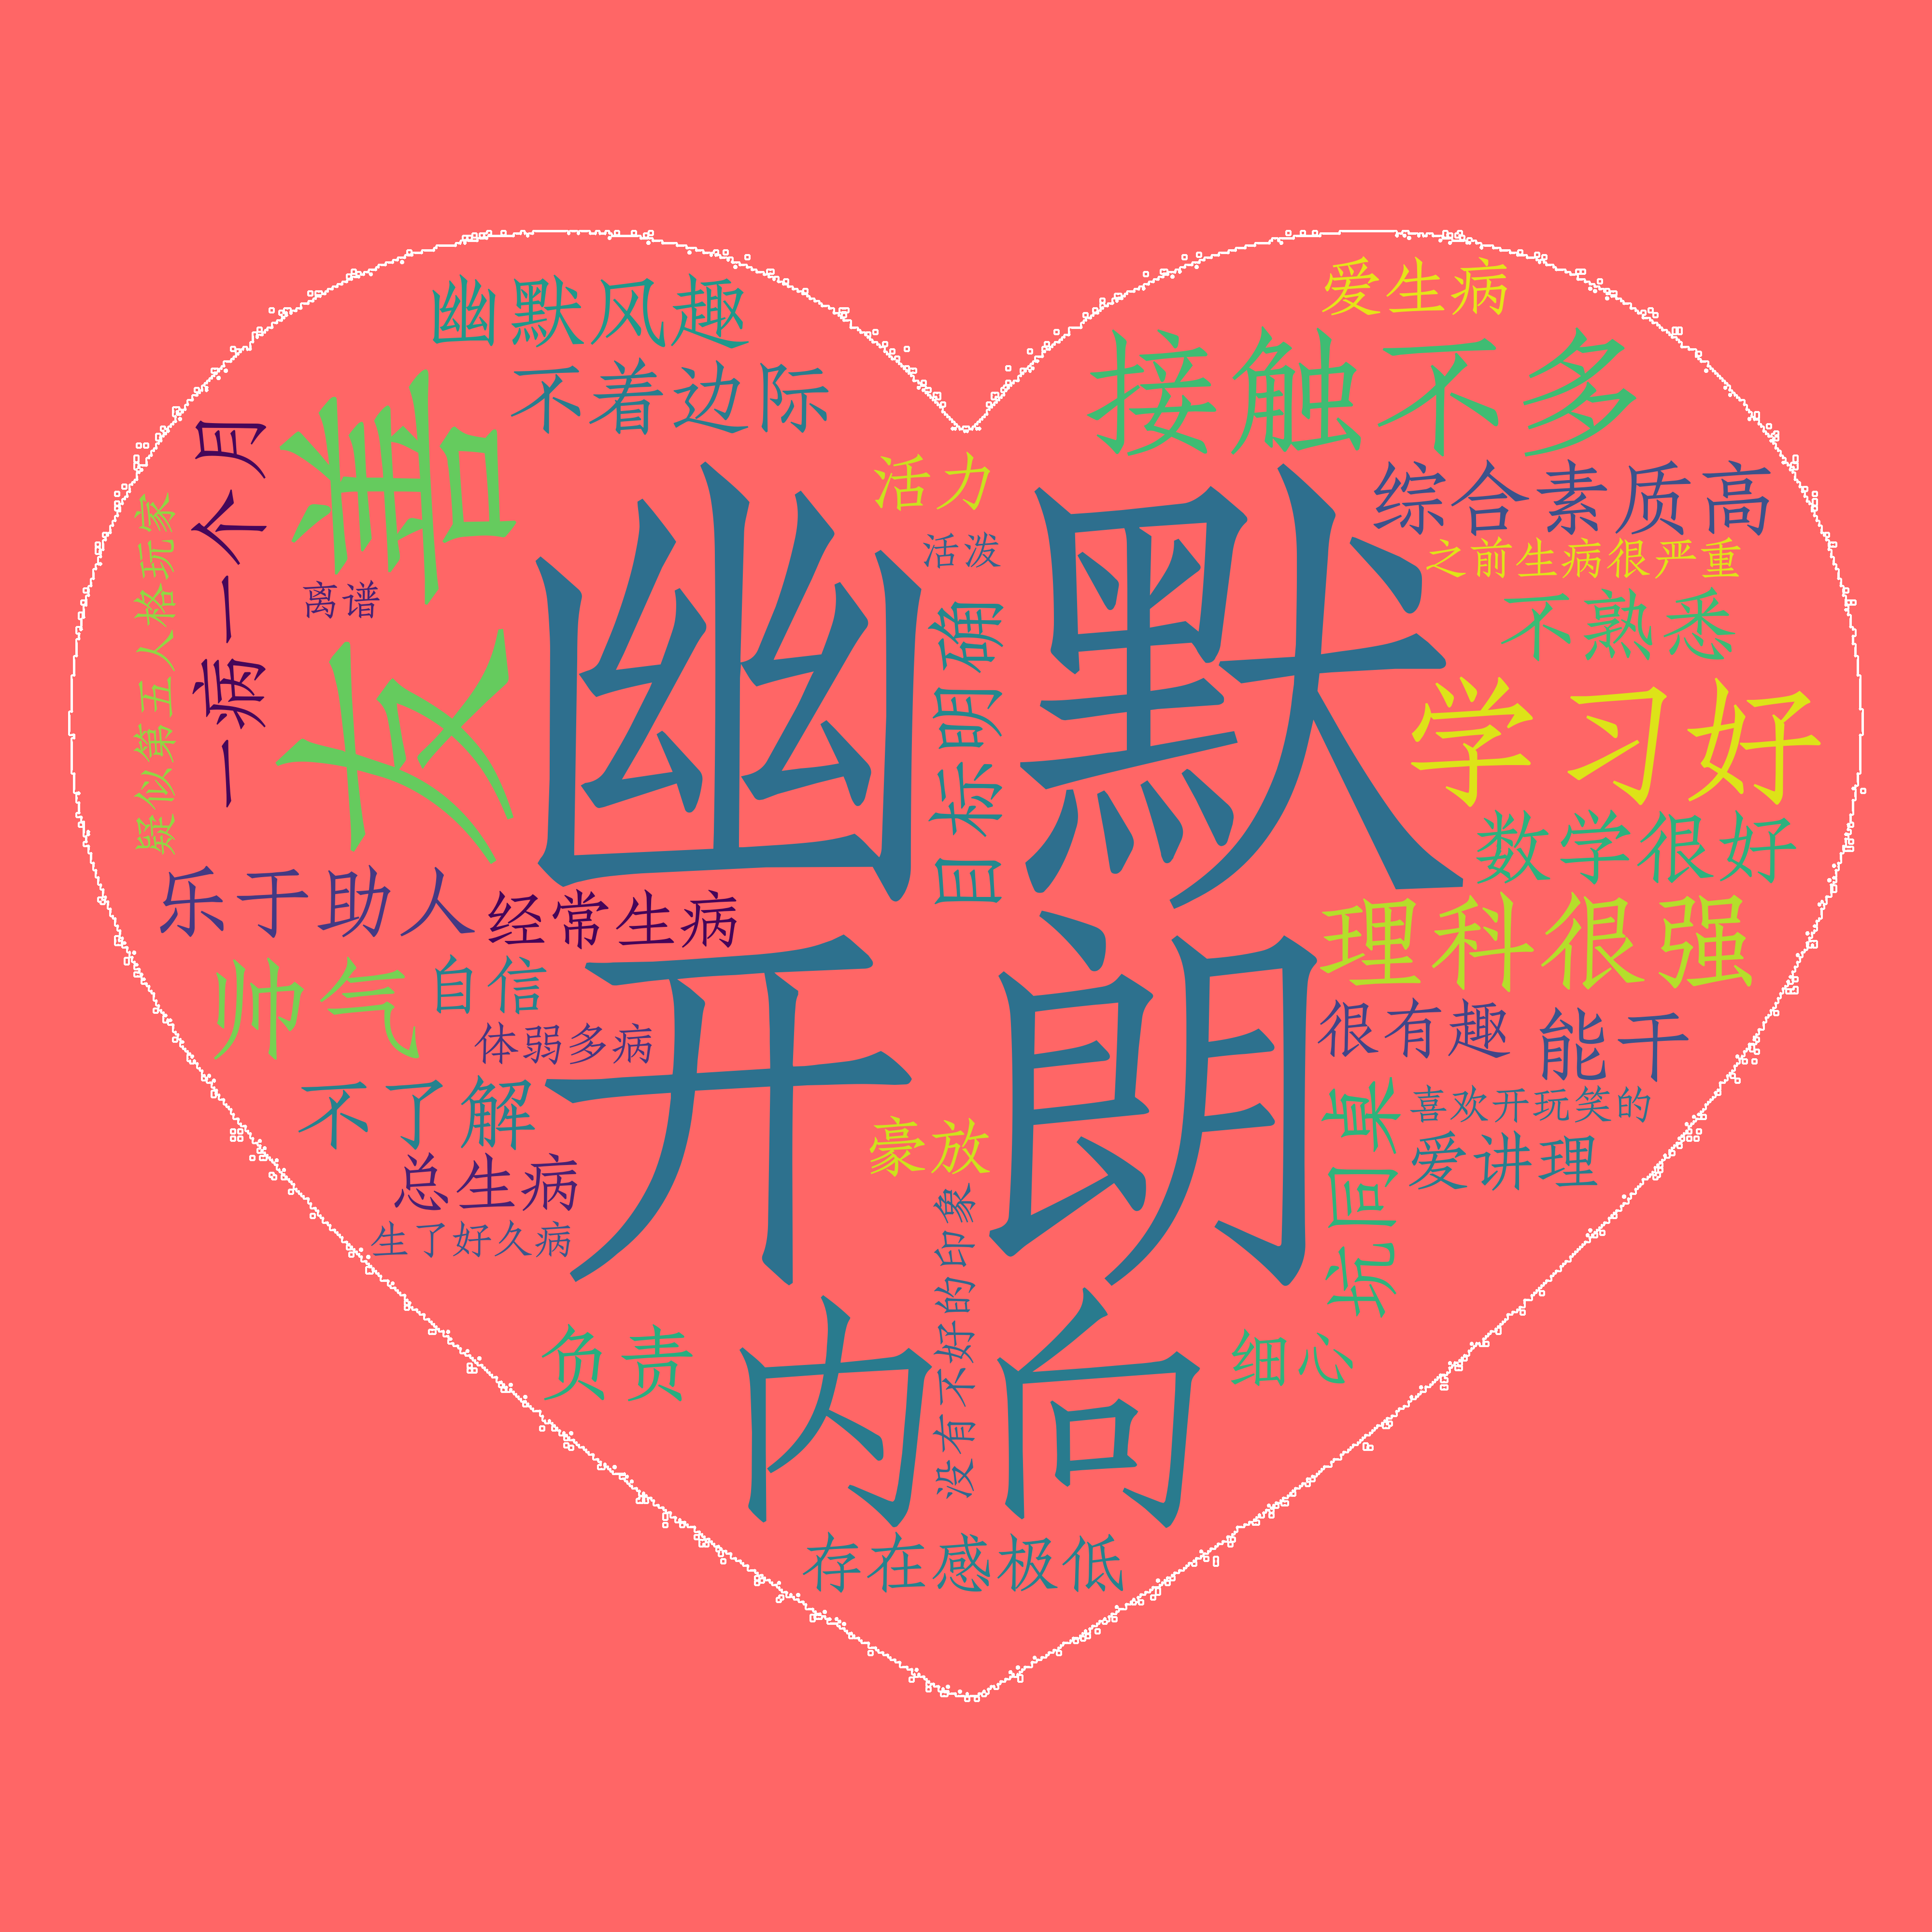 爱生病
幽默风趣
接触不多
不着边际
友善
一病一个月
活力
综合素质高
疑似第五人格玩家
幽默
活泼
之前生病很严重
离谱
不熟悉
目标明确
学习好
数学很好
乐于助人
经常生病
理科很强
开朗
帅气
自信
很有趣
能干
体弱多病
不了解
坑回来
喜欢开玩笑的
豪放
爱讲理
总生病
没有不好的印象
生了好久病
内向
负责
细心
存在感极低